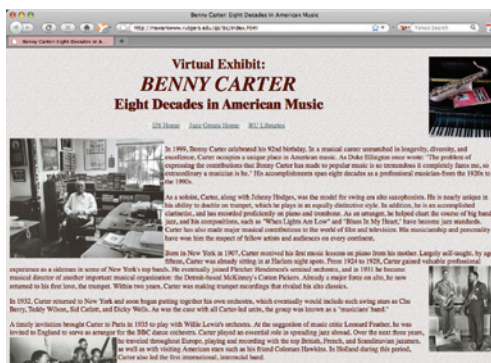 Benny Carter: Eight Decades in American Music
http://newarkwww.rutgers.edu/ijs/bc/index.html
Yahoo Search
Benny Carter: Eight Decades in A...
Virtual Exhibit:
BENNY CARTER
Eight Decades in American Music
IJS Home Jazz Greats Home RU Libraries
In 1999, Benny Carter celebrated his 92nd birthday. In a musical career unmatched in longevity, diversity, and
excellence, Carter occupies a unique place in American music. As Duke Ellington once wrote: "The problem of
expressing the contributions that Benny Carter has made to popular music is so tremendous it completely fazes me, so
extraordinary a musician is he." His accomplishments span eight decades as a professional musician-from the 1920s to
the 1990s.
As a soloist, Carter, along with Johnny Hodges, was the model for swing era alto saxophonists. He is nearly unique in
his ability to double on trumpet, which he plays in an equally distinctive style. In addition, he is an accomplished
clarinetist, and has recorded proficiently on piano and trombone. As an arranger, he helped chart the course of big band
jazz, and his compositions, such as "When Lights Are Low" and "Blues In My Heart," have become jazz standards.
Carter has also made major musical contributions to the world of film and television. His musicianship and personality
have won him the respect of fellow artists and audiences on every continent.
Born in New York in 1907, Carter received his first music lessons on piano from his mother. Largely self-taught, by age
fifteen, Carter was already sitting in at Harlem night spots. From 1924 to 1928, Carter gained valuable professional
experience as a sideman in some of New York's top bands. He eventually joined Fletcher Henderson's umteel orchestra, and in 1931 he became
musical director of another important musical organization: the Detroit-based McKinney's Cotton Pickers. Already a major force on alto, he now
returned to his first love, the trumpet. Within two years, Carter was making trumpet recordings that rivaled his alto classics.
In 1932, Carter returned to New York and soon began putting together his own orchestra, which eventually would include such swing stars as Chu
Berry, Teddy Wilson, Sid Catlett, and Dicky Wells. As was the case with all Carter-led units, the group was known as a "musicians' band."
A timely invitation brought Carter to Paris in 1935 to play with Willie Lewis's orchestra. At the suggestion of music critic Leonard Feather, he was
invited to England to serve as arranger for the BBC dance orchestra. Carter played an essential role in spreading jazz abroad. Over the next three years,
he traveled throughout Europe, playing and recording with the top British, French, and Scandinavian jazzmen,
as well as with visiting American stars such as his friend Coleman Hawkins. In Holland during this period,
Carter also led the first international, interracial band.